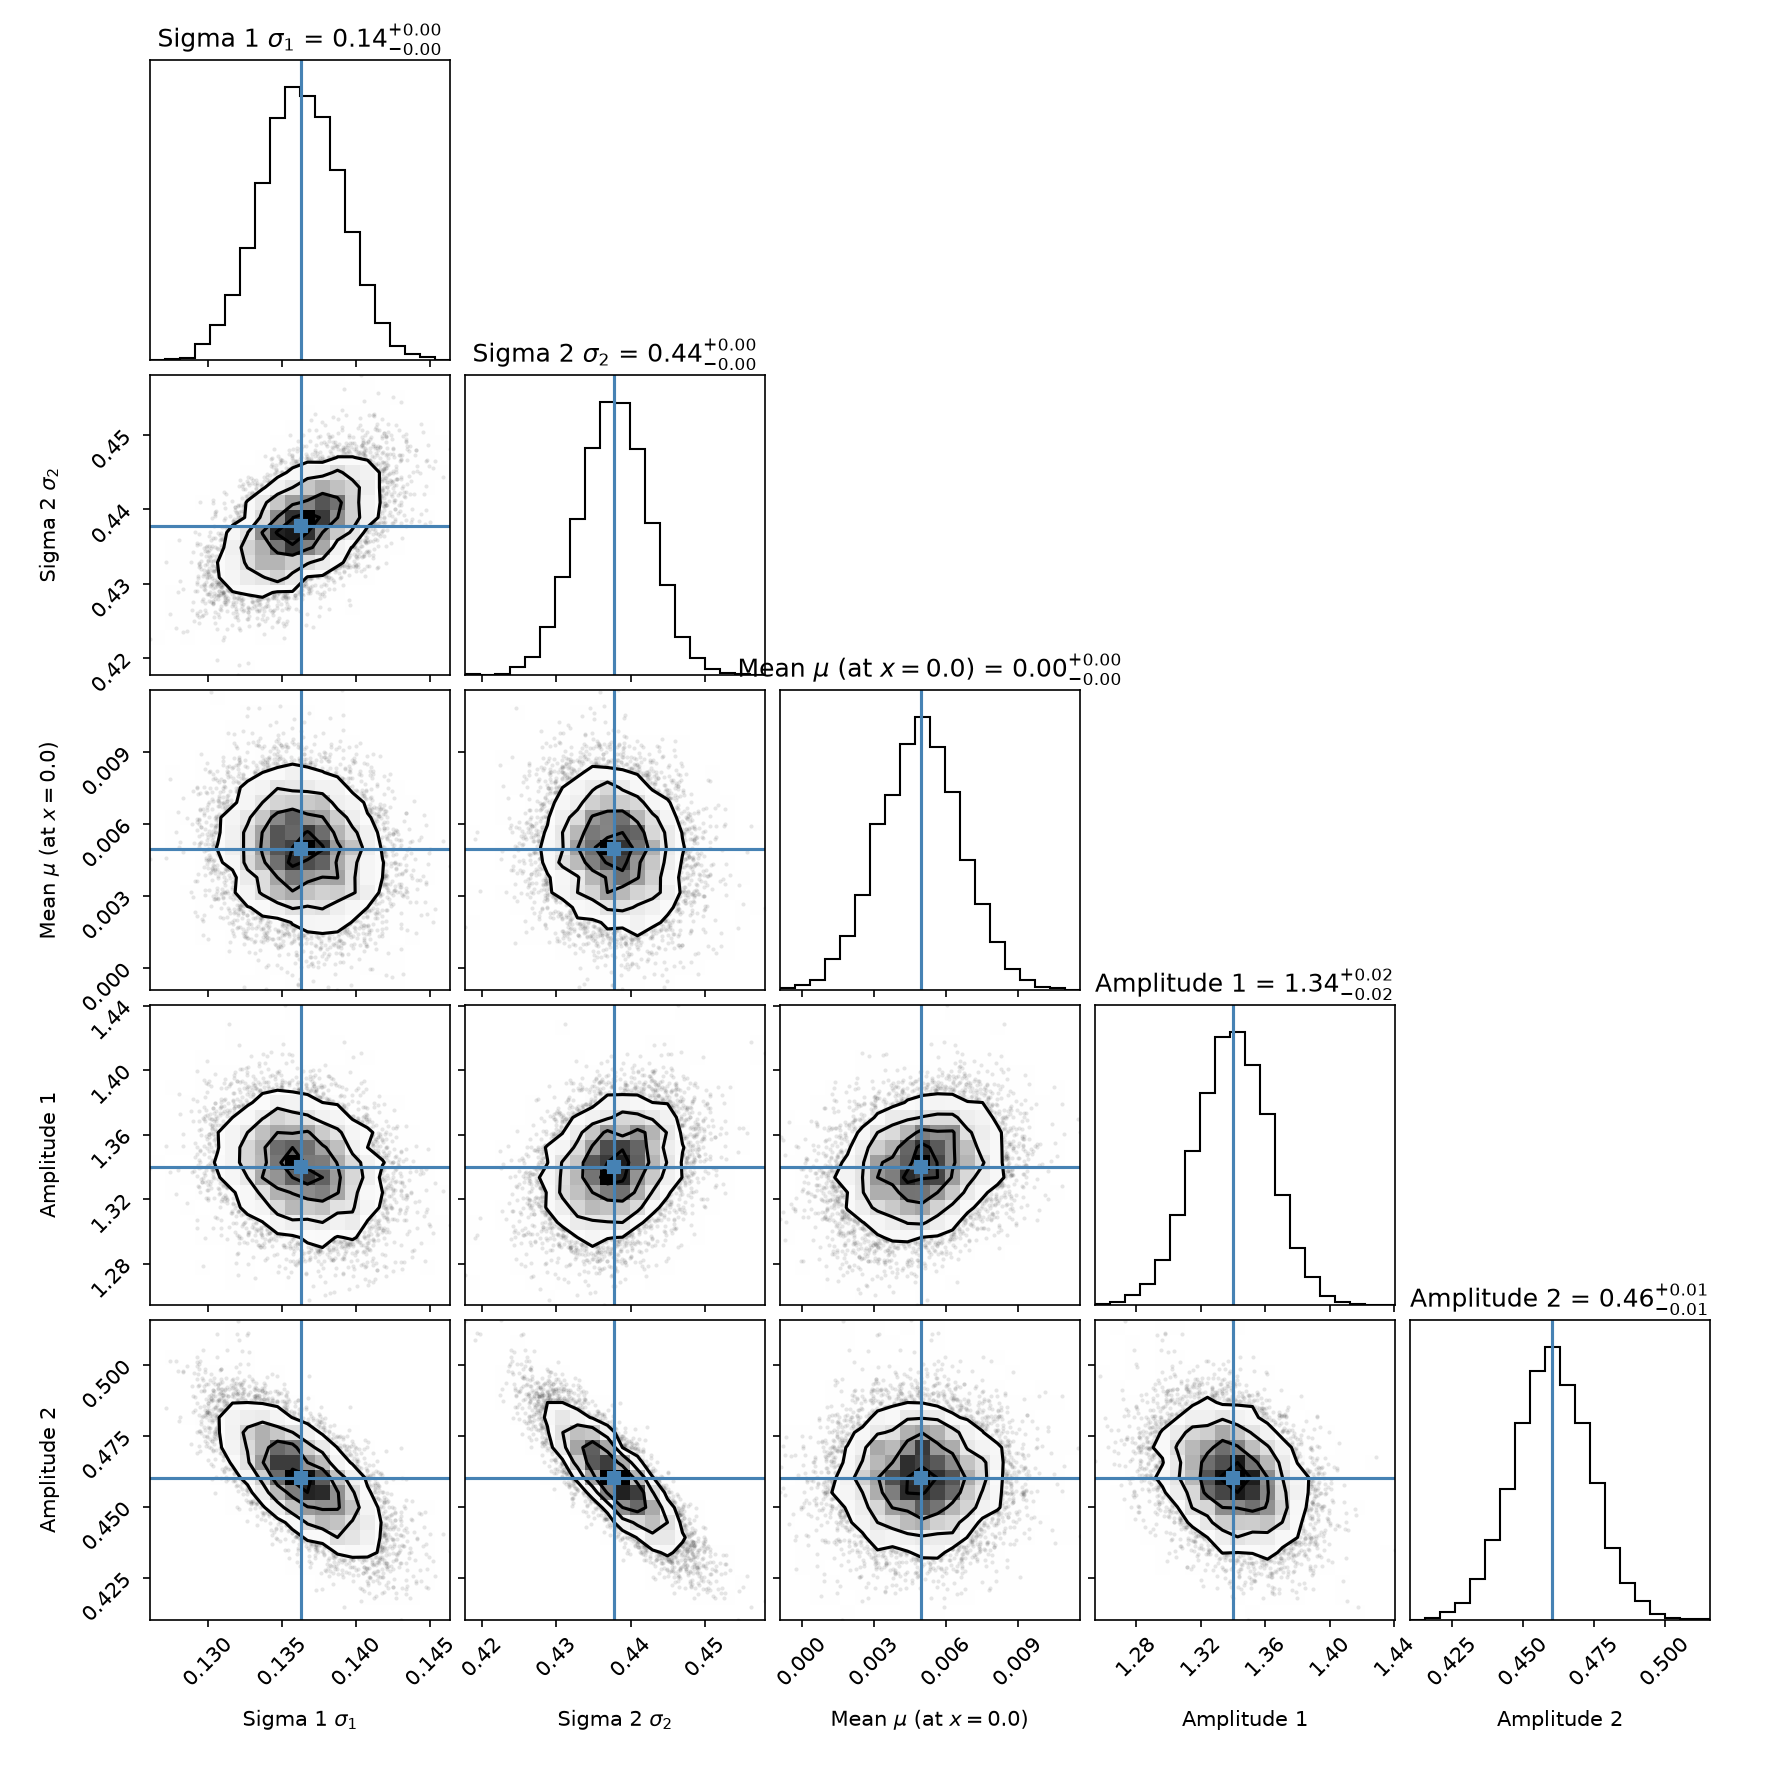 Sigma 1 σ₁ = 0.14 +0.00 −0.00
Sigma 2 σ₂ = 0.44 +0.00 −0.00
0.45
0.44
0.43
0.42
Sigma 2 σ₂
Mean μ (at x = 0.0) = 0.00 +0.00 −0.00
0.009
0.006
0.003
0.000
Mean μ (at x = 0.0)
Amplitude 1 = 1.34 +0.02 −0.02
1.44
1.40
1.36
1.32
1.28
Amplitude 1
Amplitude 2 = 0.46 +0.01 −0.01
0.500
0.475
0.450
0.425
Amplitude 2
0.130 0.135 0.140 0.145 0.42 0.43 0.44 0.45 0.000 0.003 0.006 0.009 1.28 1.32 1.36 1.40 1.44 0.425 0.450 0.475 0.500
Sigma 1 σ₁ Sigma 2 σ₂ Mean μ (at x = 0.0) Amplitude 1 Amplitude 2